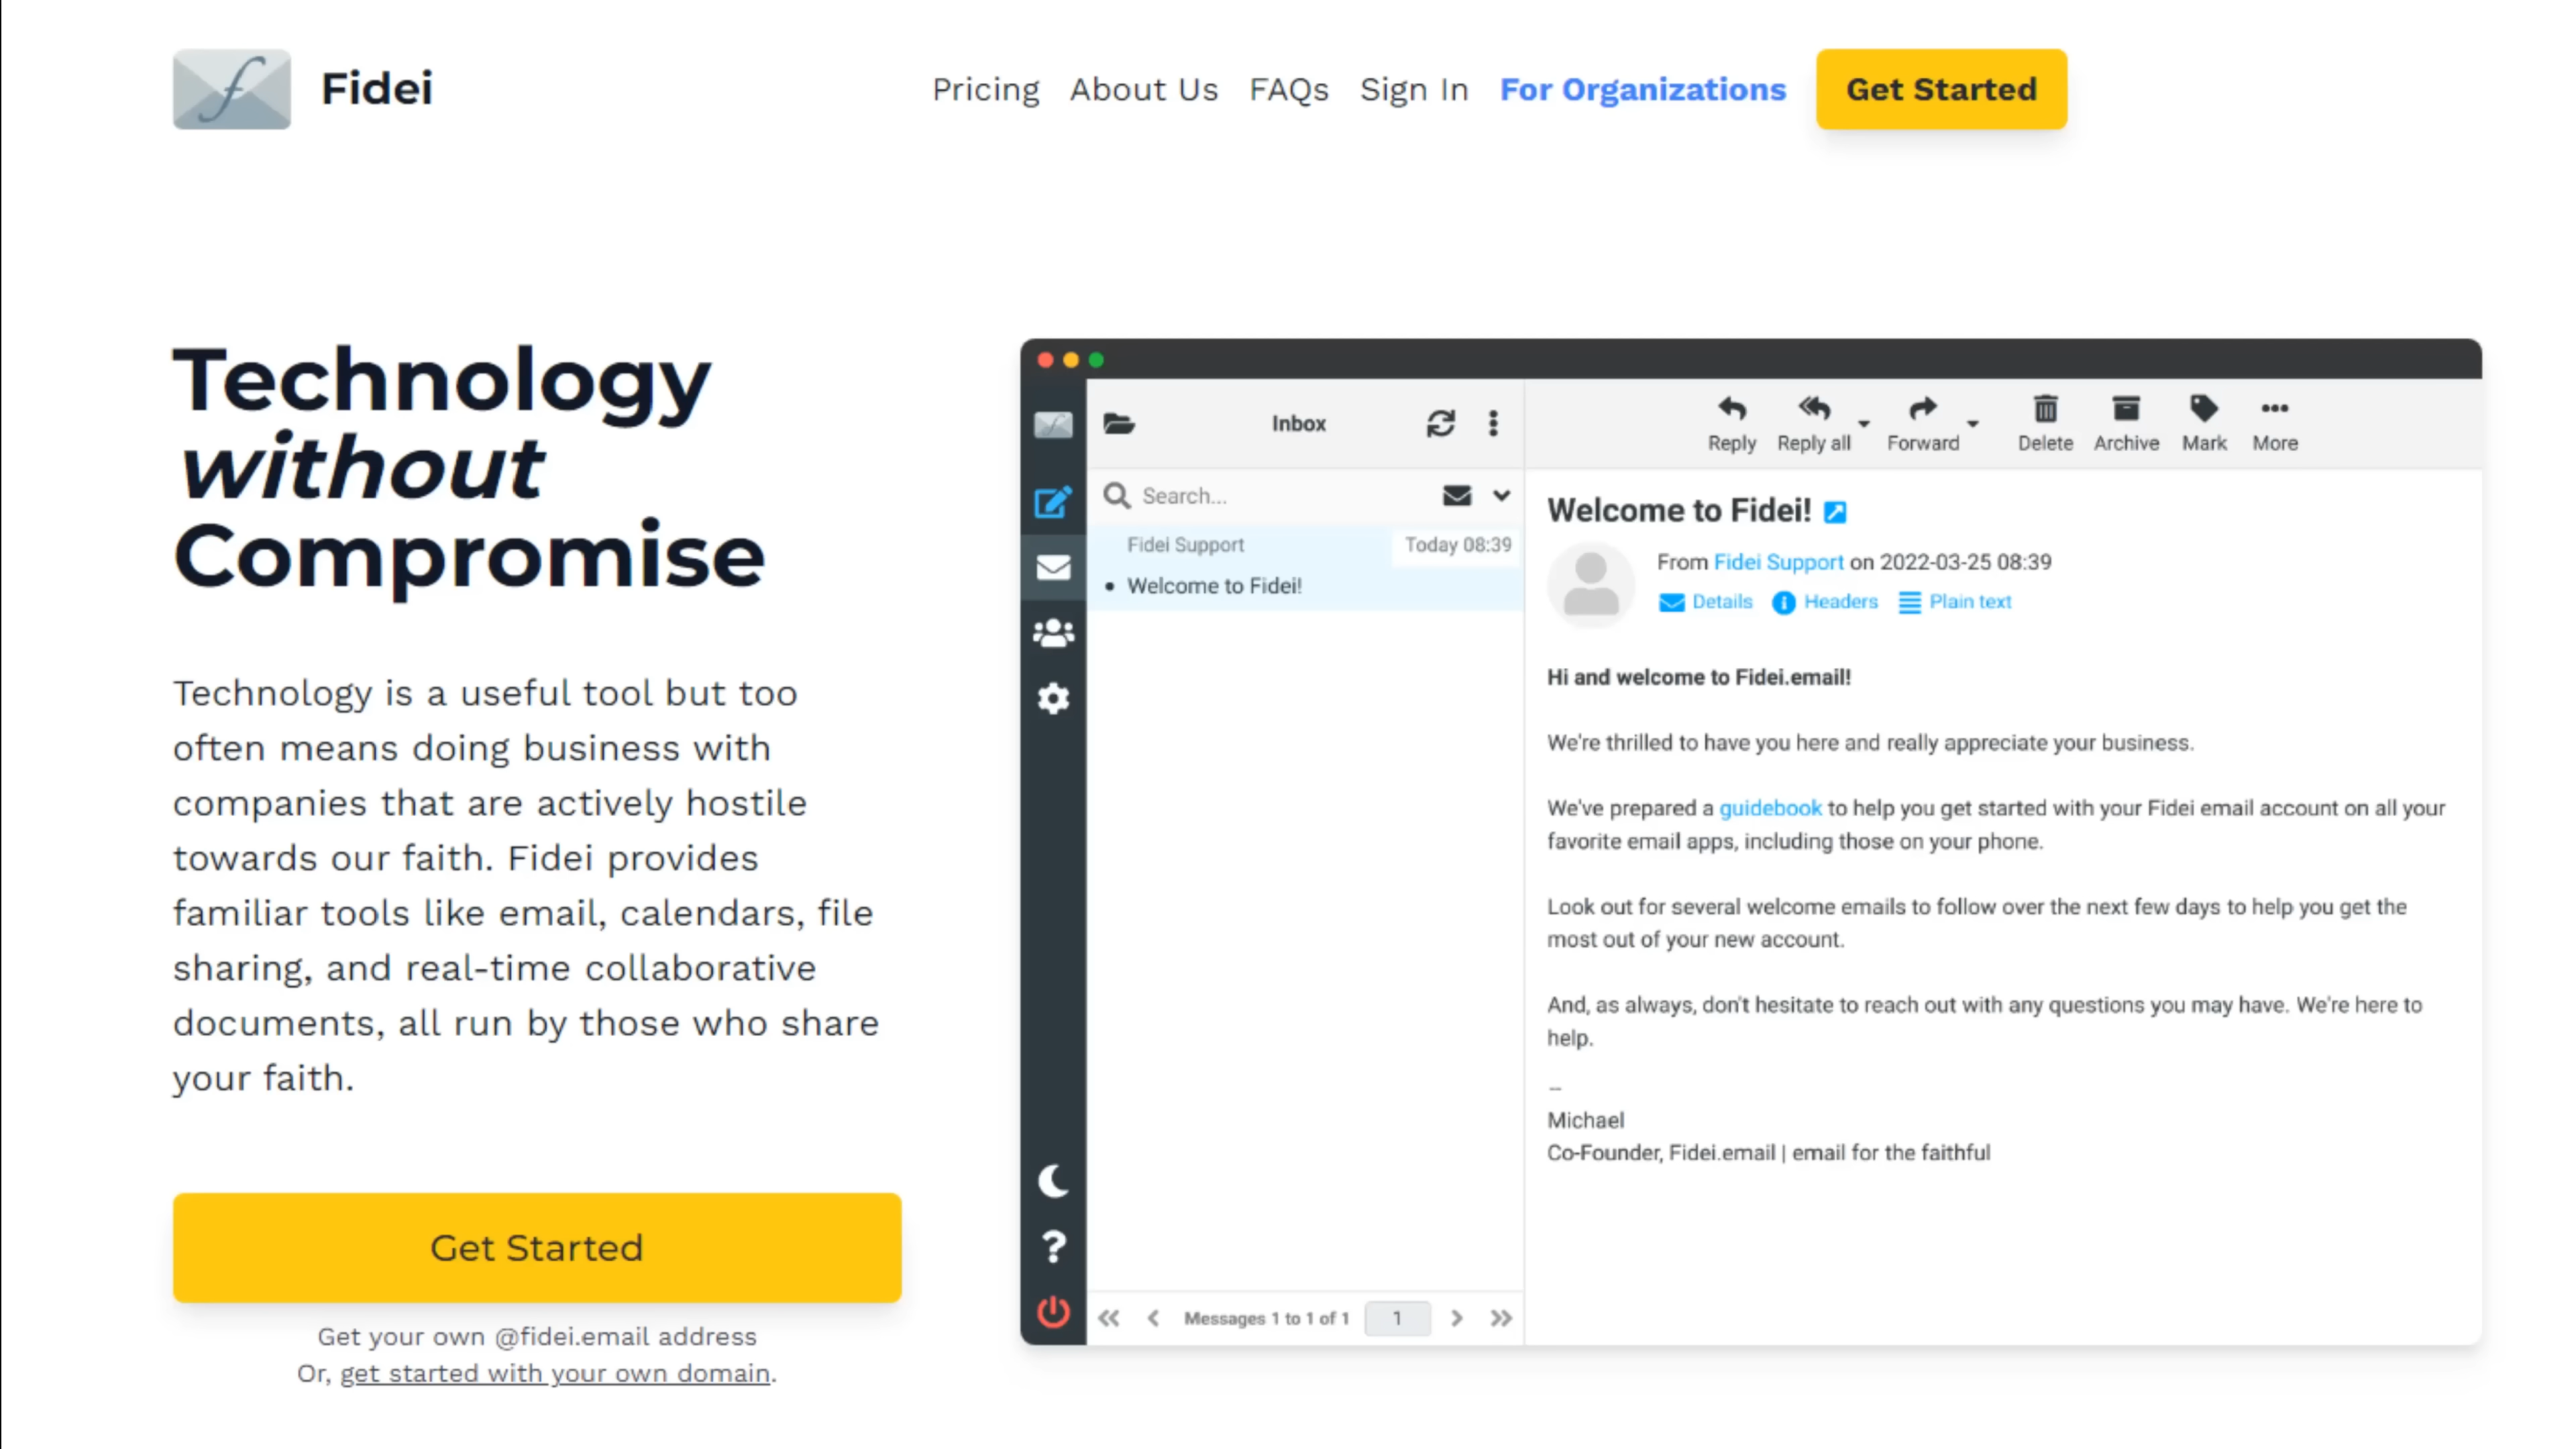 Fidei
Pricing About Us FAQs Sign In For Organizations Get Started
Technology
without
Compromise
Technology is a useful tool but too
often means doing business with
companies that are actively hostile
towards our faith. Fidei provides
familiar tools like email, calendars, file
sharing, and real-time collaborative
documents, all run by those who share
your faith.
Get Started
Get your own @fidei.email address
Or, get started with your own domain.
Inbox
Search...
Fidei Support Today 08:39
• Welcome to Fidei!
Messages 1 to 1 of 1 1
Reply Reply all Forward Delete Archive Mark More
Welcome to Fidei!
From Fidei Support on 2022-03-25 08:39
Details Headers Plain text
Hi and welcome to Fidei.email!
We're thrilled to have you here and really appreciate your business.
We've prepared a guidebook to help you get started with your Fidei email account on all your
favorite email apps, including those on your phone.
Look out for several welcome emails to follow over the next few days to help you get the
most out of your new account.
And, as always, don't hesitate to reach out with any questions you may have. We're here to
help.
--
Michael
Co-Founder, Fidei.email | email for the faithful